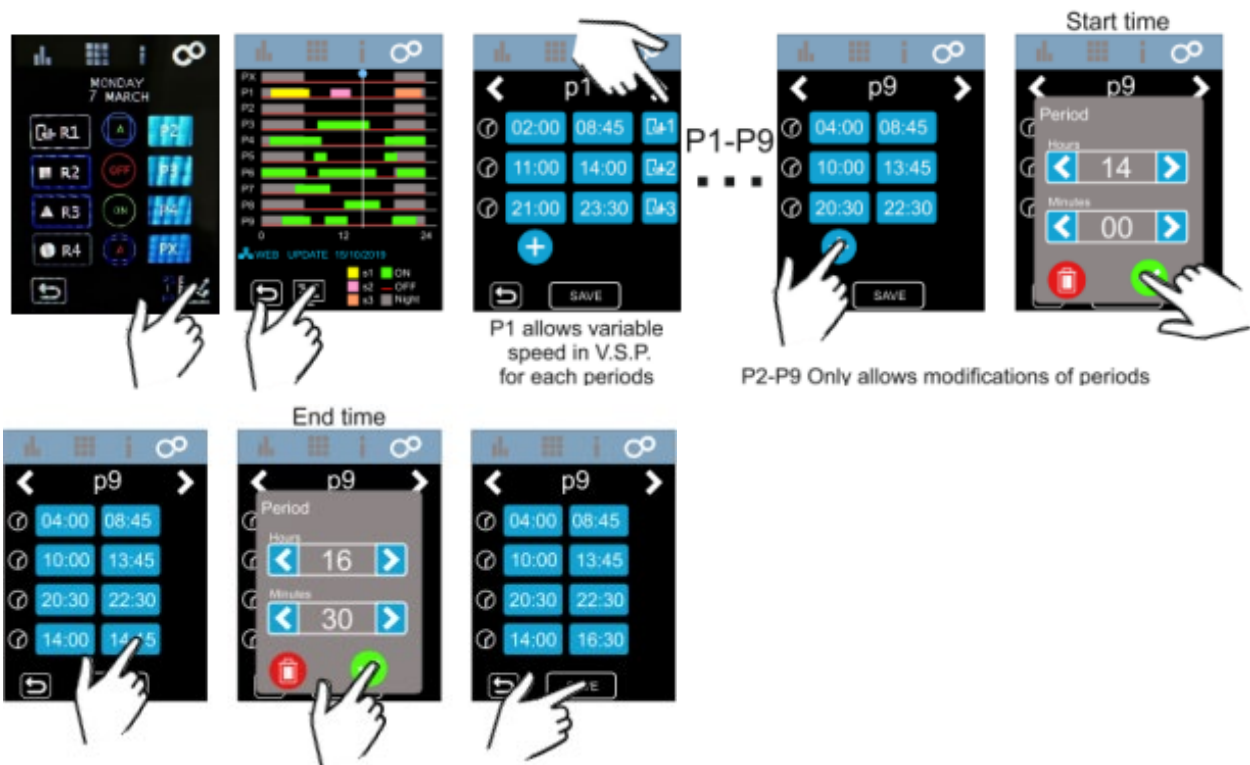 Start time
MONDAY
7 MARCH
R1 A P2
R2 OFF P3
R3 ON P4
R4 A PX
PX
P1
P2
P3
P4
P5
P6
P7
P8
P9
0 12 24
WEB UPDATE 15/10/2019
s1 ON
s2 OFF
s3 Night
p1
02:00 08:45 1
11:00 14:00 2
21:00 23:30 3
+
SAVE
P1 allows variable
speed in V.S.P.
for each periods
P1-P9
...
p9
04:00 08:45
10:00 13:45
20:30 22:30
SAVE
p9
Period
Hours
14
Minutes
00
P2-P9 Only allows modifications of periods
End time
p9
04:00 08:45
10:00 13:45
20:30 22:30
14:00 14:15
p9
Period
Hours
16
Minutes
30
p9
04:00 08:45
10:00 13:45
20:30 22:30
14:00 16:30
SAVE